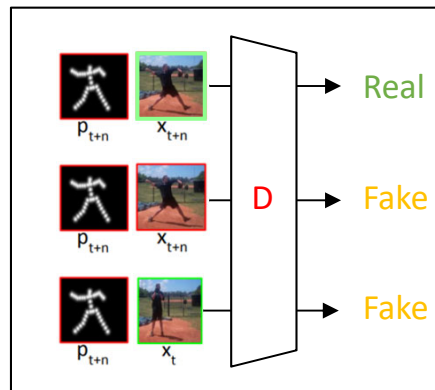 p_{t+n} x_{t+n} Real
p_{t+n} x_{t+n} D Fake
p_{t+n} x_t Fake